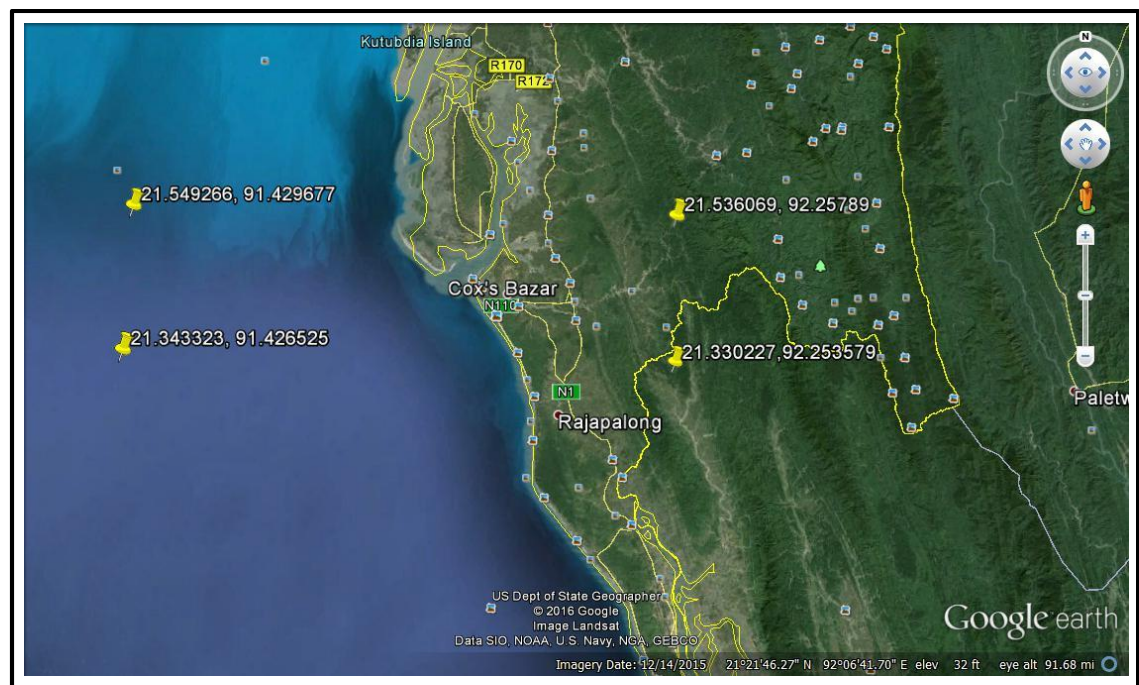 Kutubdia Island
N
R170
R172
21.549266, 91.429677
21.536069, 92.25789
Cox's Bazar
N110
21.343323, 91.426525
21.330227,92.253579
N1
Paletw
Rajapalong
US Dept of State Geographer
© 2016 Google
Image Landsat
Data SIO, NOAA, U.S. Navy, NGA, GEBCO
Google earth
Imagery Date: 12/14/2015 21°21'46.27" N 92°06'41.70" E elev 32 ft eye alt 91.68 mi